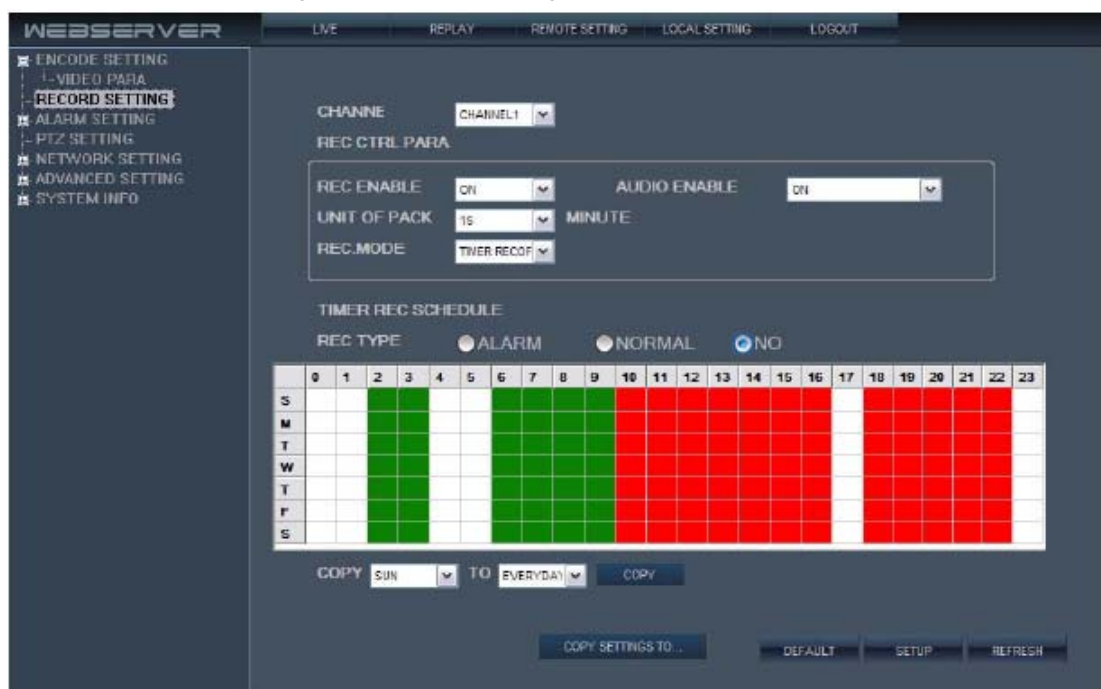 WEBSERVER
LIVE REPLAY REMOTE SETTING LOCAL SETTING LOGOUT
ENCODE SETTING
VIDEO PARA
RECORD SETTING
ALARM SETTING
PTZ SETTING
NETWORK SETTING
ADVANCED SETTING
SYSTEM INFO
CHANNE CHANNEL1
REC CTRL PARA
REC ENABLE ON AUDIO ENABLE ON
UNIT OF PACK 15 MINUTE
REC.MODE TIMER RECOR
TIMER REC SCHEDULE
REC TYPE ALARM NORMAL NO
0 1 2 3 4 5 6 7 8 9 10 11 12 13 14 15 16 17 18 19 20 21 22 23
S
M
T
W
T
F
S
COPY SUN TO EVERYDAY COPY
COPY SETTINGS TO... DEFAULT SETUP REFRESH